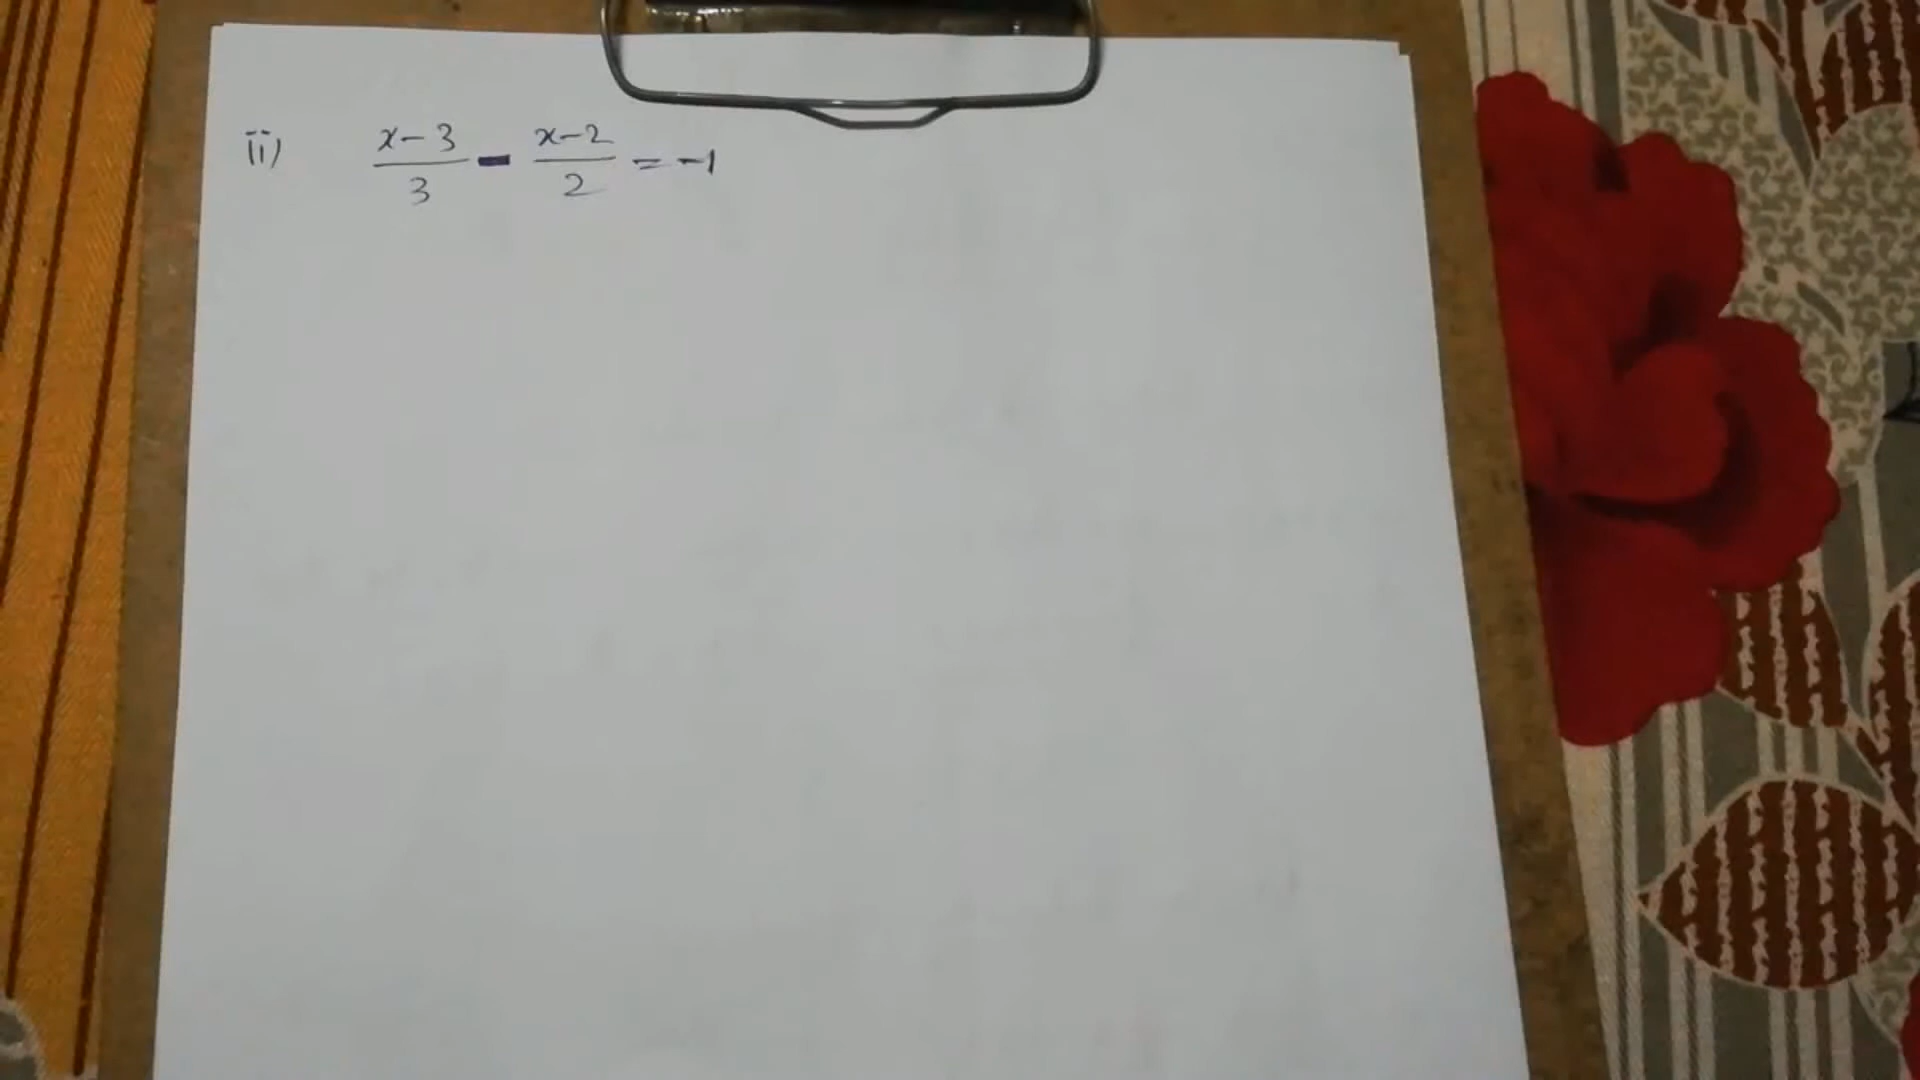 ii) x-3/3 - x-2/2 = -1